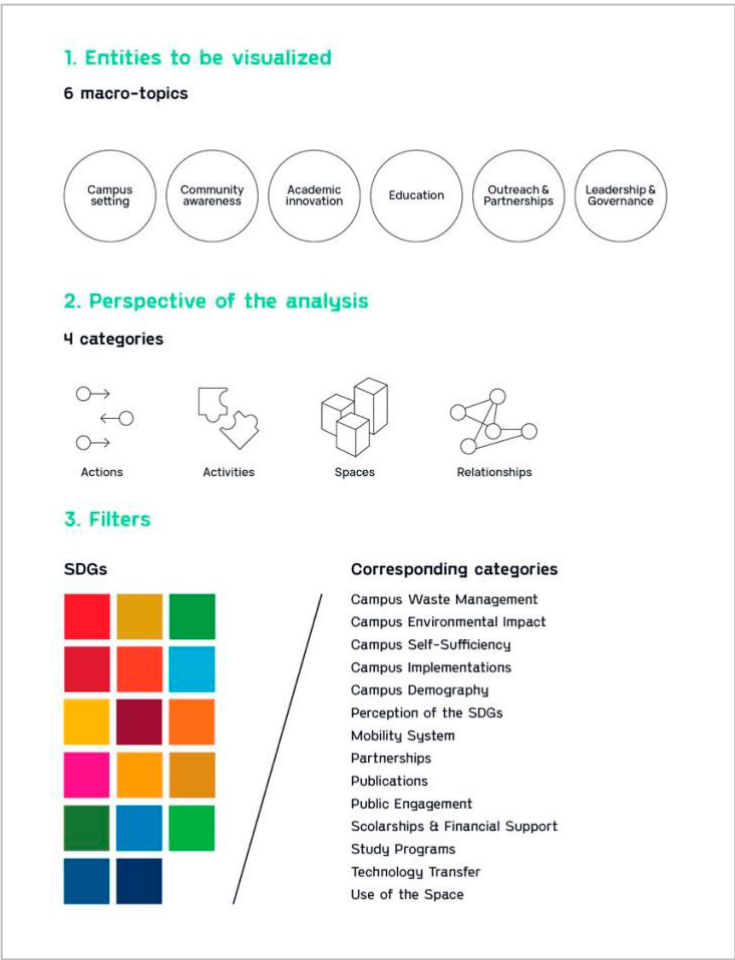 1. Entities to be visualized
6 macro-topics
Campus
setting
Community
awareness
Academic
innovation
Education
Outreach &
Partnerships
Leadership &
Governance
2. Perspective of the analysis
4 categories
Actions
Activities
Spaces
Relationships
3. Filters
SDGs
Corresponding categories
Campus Waste Management
Campus Environmental Impact
Campus Self-Sufficiency
Campus Implementations
Campus Demography
Perception of the SDGs
Mobility System
Partnerships
Publications
Public Engagement
Scolarships & Financial Support
Study Programs
Technology Transfer
Use of the Space